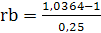 rb = (1,0364−1)/0,25